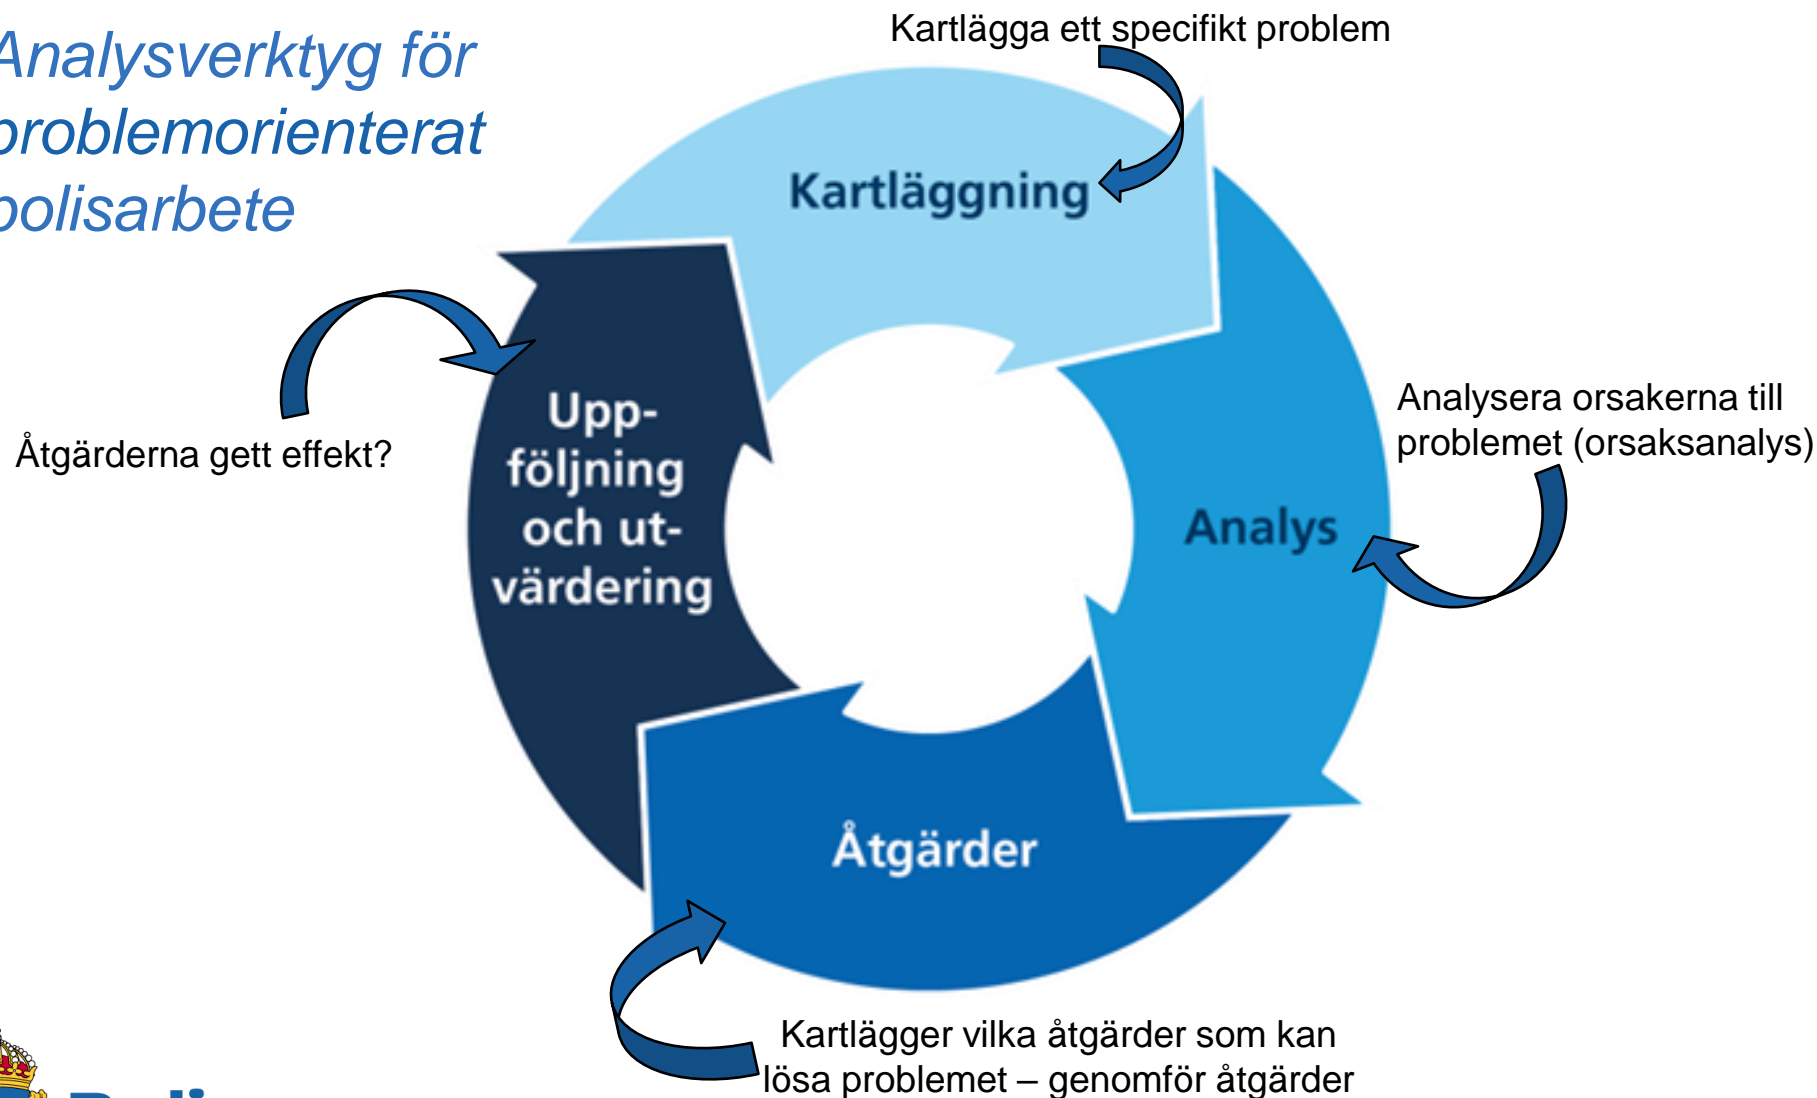 Analysverktyg för
problemorienterat
polisarbete
Kartlägga ett specifikt problem
Kartläggning
Analysera orsakerna till
problemet (orsaksanalys)
Analys
Åtgärder
Kartlägger vilka åtgärder som kan
lösa problemet – genomför åtgärder
Upp-
följning
och ut-
värdering
Åtgärderna gett effekt?